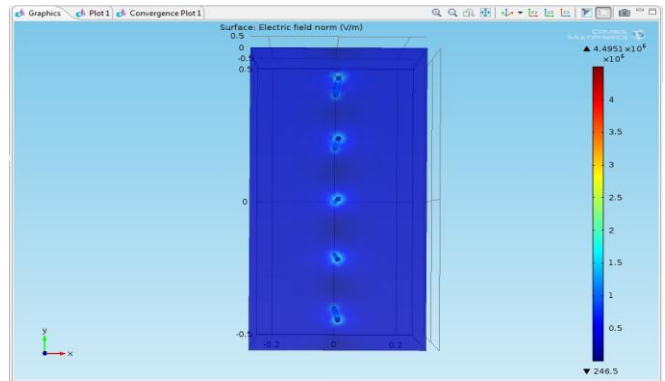 Graphics Plot 1 Convergence Plot 1
Surface: Electric field norm (V/m)
0.5
0
-0.5
0.5
0
-0.5
-0.2 0 0.2
y
x
COMSOL
MULTIPHYSICS
▲ 4.4951×10⁶
×10⁶
4
3.5
3
2.5
2
1.5
1
0.5
▼ 246.5